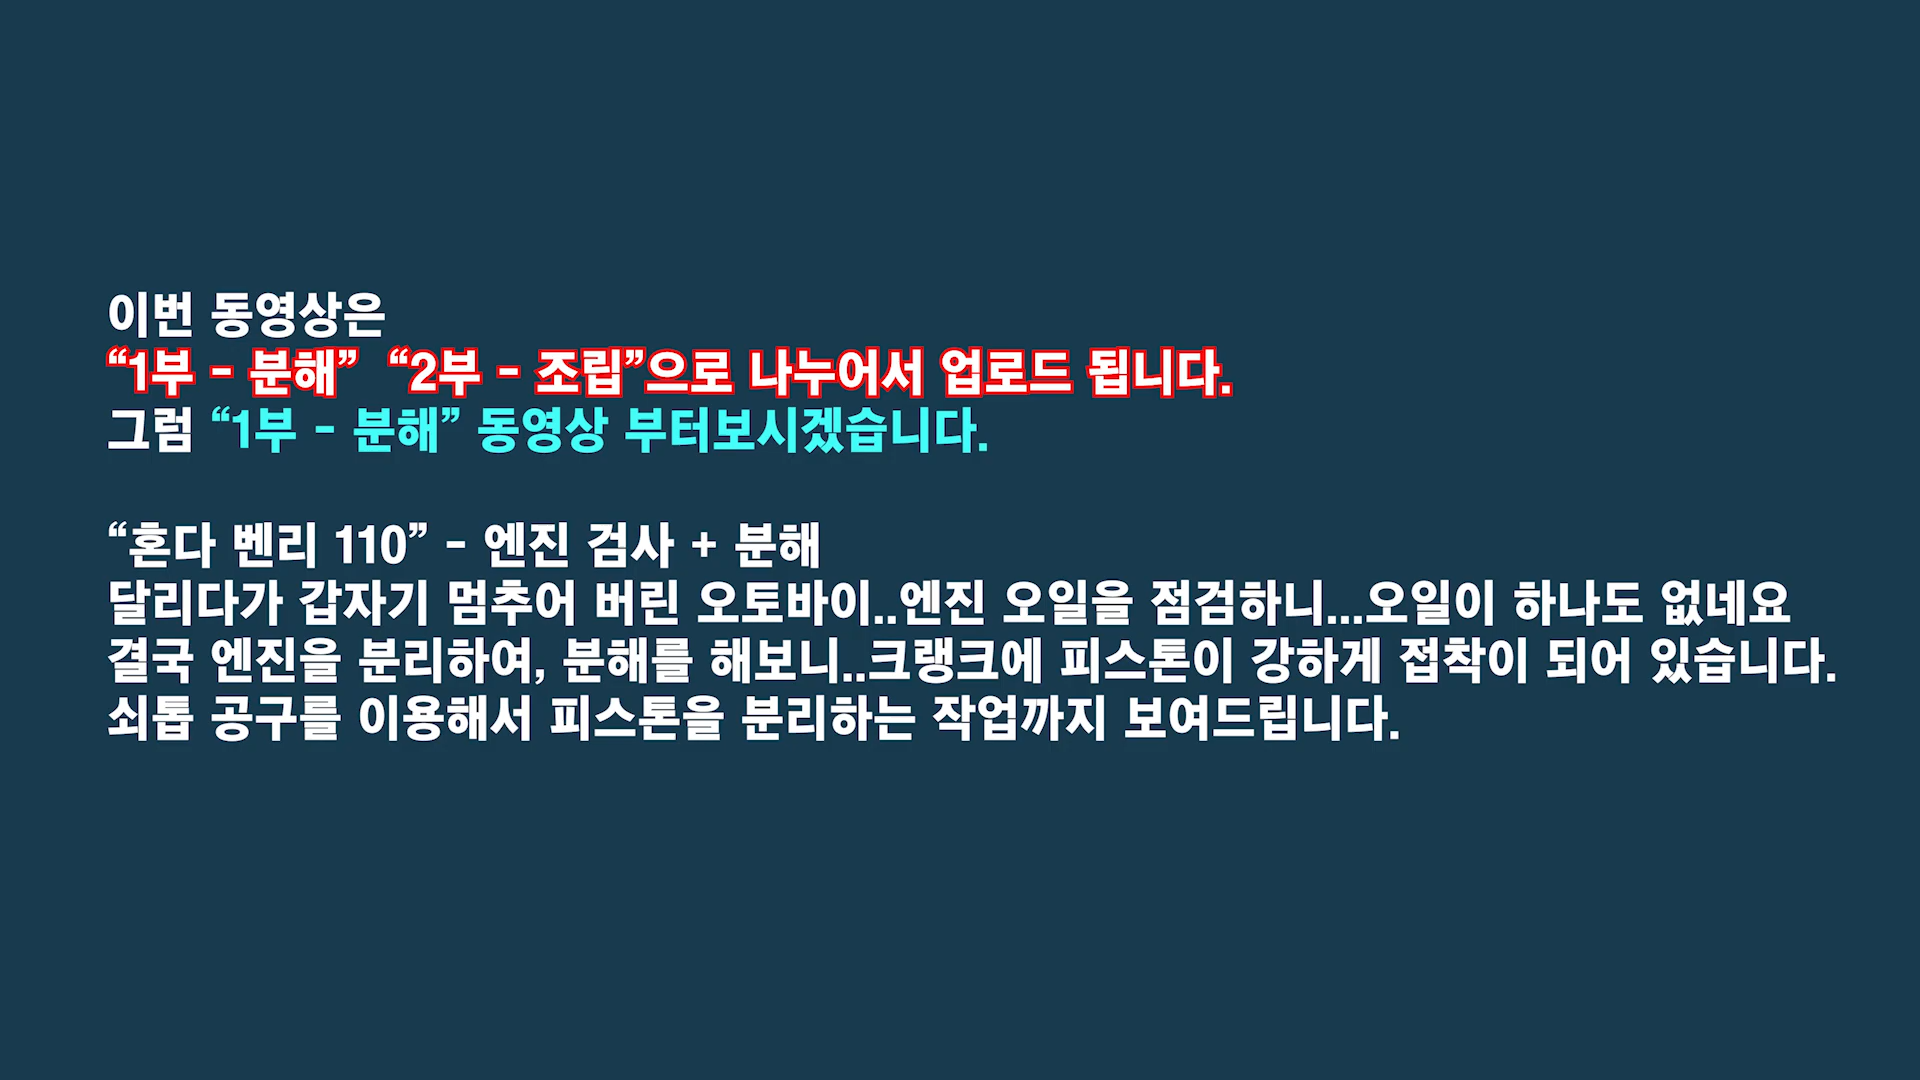 이번 동영상은
“1부 - 분해” “2부 - 조립”으로 나누어서 업로드 됩니다.
그럼 “1부 - 분해” 동영상 부터보시겠습니다.
“혼다 벤리 110” - 엔진 검사 + 분해
달리다가 갑자기 멈추어 버린 오토바이..엔진 오일을 점검하니...오일이 하나도 없네요
결국 엔진을 분리하여, 분해를 해보니..크랭크에 피스톤이 강하게 접착이 되어 있습니다.
쇠톱 공구를 이용해서 피스톤을 분리하는 작업까지 보여드립니다.